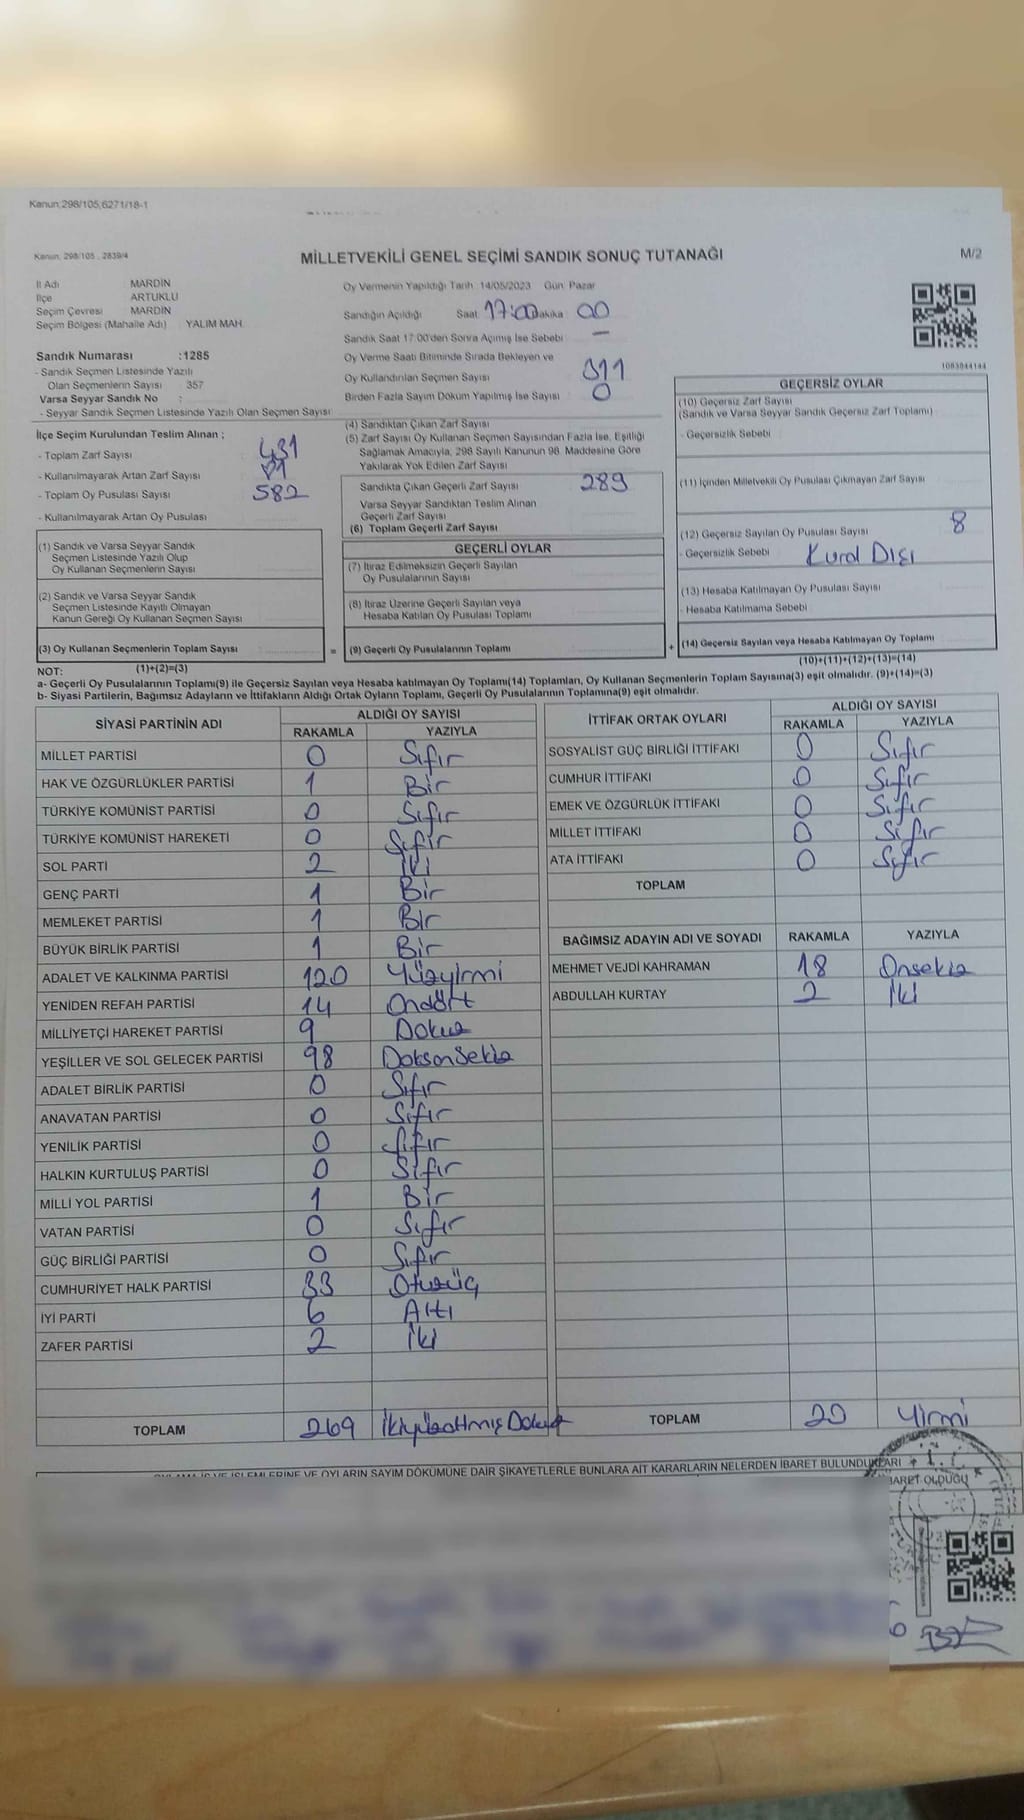 Kanun:298/105,6271/18-1
Kanun: 298/105 , 2839/4
MİLLETVEKİLİ GENEL SEÇİMİ SANDIK SONUÇ TUTANAĞI
M/2
İl Adı MARDİN
İlçe ARTUKLU
Seçim Çevresi MARDİN
Seçim Bölgesi (Mahalle Adı) YALIM MAH.
Sandık Numarası :1285
- Sandık Seçmen Listesinde Yazılı
Olan Seçmenlerin Sayısı 357
Varsa Seyyar Sandık No :
- Seyyar Sandık Seçmen Listesinde Yazılı Olan Seçmen Sayısı
Oy Vermenin Yapıldığı Tarih: 14/05/2023 Gün: Pazar
Sandığın Açıldığı Saat 17:00 Dakika 00
Sandık Saat 17:00'den Sonra Açımış İse Sebebi —
Oy Verme Saati Bitiminde Sırada Bekleyen ve
Oy Kullandırılan Seçmen Sayısı 311
Birden Fazla Sayım Döküm Yapılmış İse Sayısı 0
1083944144
İlçe Seçim Kurulundan Teslim Alınan ;
- Toplam Zarf Sayısı 431
- Kullanılmayarak Artan Zarf Sayısı
- Toplam Oy Pusulası Sayısı 582
- Kullanılmayarak Artan Oy Pusulası
(4) Sandıktan Çıkan Zarf Sayısı
(5) Zarf Sayısı Oy Kullanan Seçmen Sayısından Fazla İse, Eşitliği
Sağlamak Amacıyla, 298 Sayılı Kanunun 98. Maddesine Göre
Yakılarak Yok Edilen Zarf Sayısı
Sandıkta Çıkan Geçerli Zarf Sayısı 289
Varsa Seyyar Sandıktan Teslim Alınan
Geçerli Zarf Sayısı
(6) Toplam Geçerli Zarf Sayısı
GEÇERSİZ OYLAR
(10) Geçersiz Zarf Sayısı
(Sandık ve Varsa Seyyar Sandık Geçersiz Zarf Toplamı)
- Geçersizlik Sebebi :
(11) İçinden Milletvekili Oy Pusulası Çıkmayan Zarf Sayısı
(12) Geçersiz Sayılan Oy Pusulası Sayısı 8
- Geçersizlik Sebebi Kural Dışı
(13) Hesaba Katılmayan Oy Pusulası Sayısı
- Hesaba Katılmama Sebebi
(14) Geçersiz Sayılan veya Hesaba Katılmayan Oy Toplamı
(10)+(11)+(12)+(13)=(14)
(1) Sandık ve Varsa Seyyar Sandık
Seçmen Listesinde Yazılı Olup
Oy Kullanan Seçmenlerin Sayısı
(2) Sandık ve Varsa Seyyar Sandık
Seçmen Listesinde Kayıtlı Olmayan
Kanun Gereği Oy Kullanan Seçmen Sayısı
(3) Oy Kullanan Seçmenlerin Toplam Sayısı =
(1)+(2)=(3)
GEÇERLİ OYLAR
(7) İtiraz Edilmeksizin Geçerli Sayılan
Oy Pusulalarının Sayısı
(8) İtiraz Üzerine Geçerli Sayılan veya
Hesaba Katılan Oy Pusulası Toplamı
(9) Geçerli Oy Pusulalarının Toplamı +
NOT:
a- Geçerli Oy Pusulalarının Toplamı(9) ile Geçersiz Sayılan veya Hesaba katılmayan Oy Toplamı(14) Toplamları, Oy Kullanan Seçmenlerin Toplam Sayısına(3) eşit olmalıdır. (9)+(14)=(3)
b- Siyasi Partilerin, Bağımsız Adayların ve İttifakların Aldığı Ortak Oyların Toplamı, Geçerli Oy Pusulalarının Toplamına(9) eşit olmalıdır.
SİYASİ PARTİNİN ADI ALDIĞI OY SAYISI
RAKAMLA YAZIYLA
MİLLET PARTİSİ 0 Sıfır
HAK VE ÖZGÜRLÜKLER PARTİSİ 1 Bir
TÜRKİYE KOMÜNİST PARTİSİ 0 Sıfır
TÜRKİYE KOMÜNİST HAREKETİ 0 Sıfır
SOL PARTİ 2 İki
GENÇ PARTİ 1 Bir
MEMLEKET PARTİSİ 1 Bir
BÜYÜK BİRLİK PARTİSİ 1 Bir
ADALET VE KALKINMA PARTİSİ 120 Yüzyirmi
YENİDEN REFAH PARTİSİ 14 Ondört
MİLLİYETÇİ HAREKET PARTİSİ 9 Dokuz
YEŞİLLER VE SOL GELECEK PARTİSİ 98 Doksonsekiz
ADALET BİRLİK PARTİSİ 0 Sıfır
ANAVATAN PARTİSİ 0 Sıfır
YENİLİK PARTİSİ 0 Sıfır
HALKIN KURTULUŞ PARTİSİ 0 Sıfır
MİLLİ YOL PARTİSİ 1 Bir
VATAN PARTİSİ 0 Sıfır
GÜÇ BİRLİĞİ PARTİSİ 0 Sıfır
CUMHURİYET HALK PARTİSİ 33 Otuzüç
İYİ PARTİ 6 Altı
ZAFER PARTİSİ 2 İki
TOPLAM 269 İkiyüzaltmışDokuz
İTTİFAK ORTAK OYLARI ALDIĞI OY SAYISI
RAKAMLA YAZIYLA
SOSYALİST GÜÇ BİRLİĞİ İTTİFAKI 0 Sıfır
CUMHUR İTTİFAKI 0 Sıfır
EMEK VE ÖZGÜRLÜK İTTİFAKI 0 Sıfır
MİLLET İTTİFAKI 0 Sıfır
ATA İTTİFAKI 0 Sıfır
TOPLAM
BAĞIMSIZ ADAYIN ADI VE SOYADI RAKAMLA YAZIYLA
MEHMET VEJDİ KAHRAMAN 18 Onsekiz
ABDULLAH KURTAY 2 İki
TOPLAM 20 Yirmi
İŞLEMLERİNE VE OYLARIN SAYIM DÖKÜMÜNE DAİR ŞİKAYETLERLE BUNLARA AİT KARARLARIN NELERDEN İBARET BULUNDUKLARI
BARET OLDUĞU
T.C.